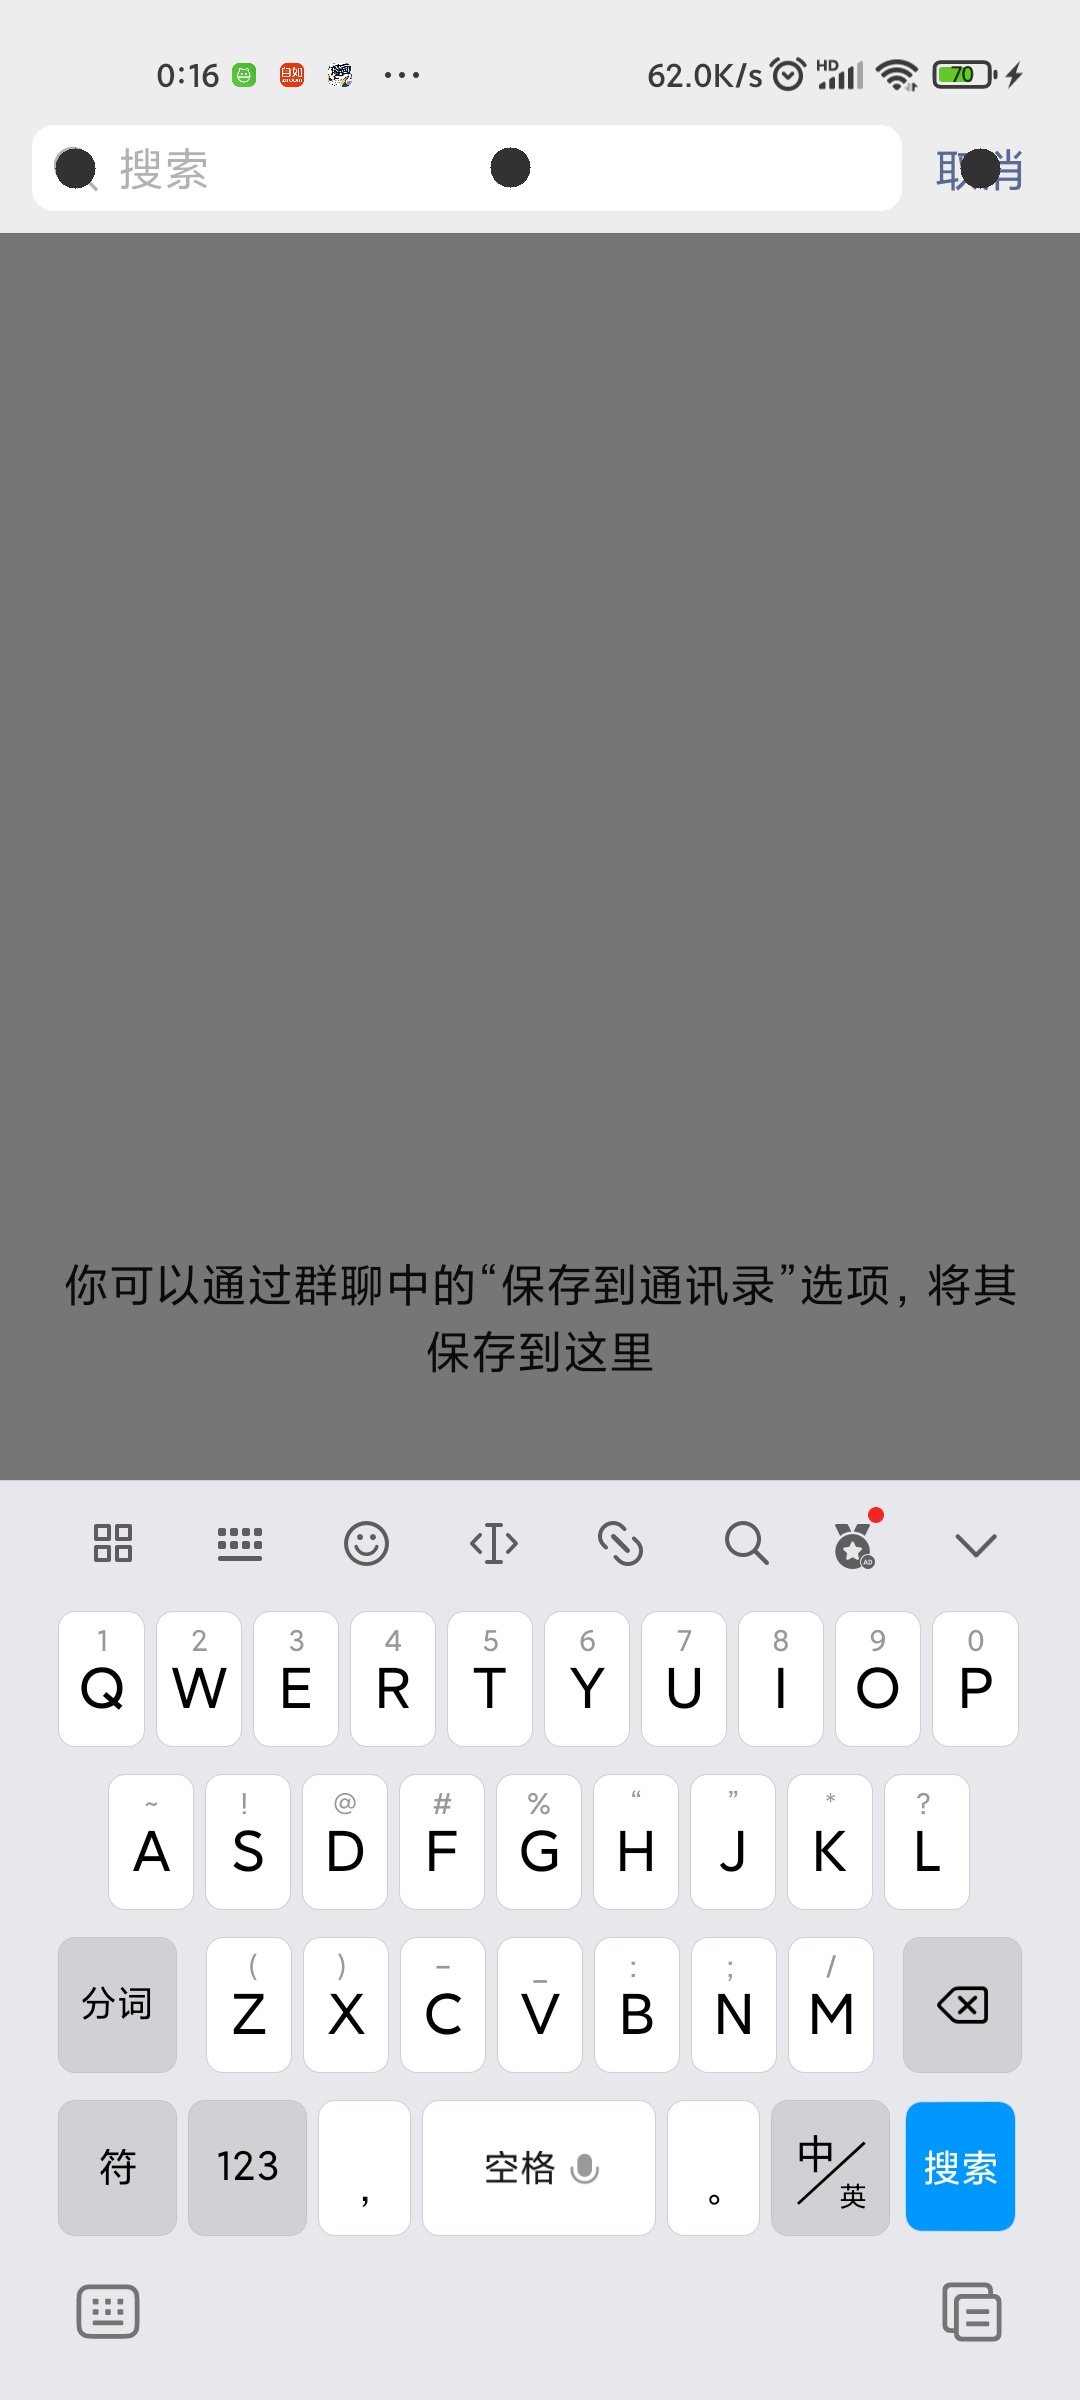 0:16 62.0K/s HD 70
搜索 取消
你可以通过群聊中的“保存到通讯录”选项，将其
保存到这里
1 2 3 4 5 6 7 8 9 0
Q W E R T Y U I O P
~ ! @ # % “ ” * ?
A S D F G H J K L
( ) - _ : ; /
分词 Z X C V B N M
符 123 ， 空格 。 中/英 搜索